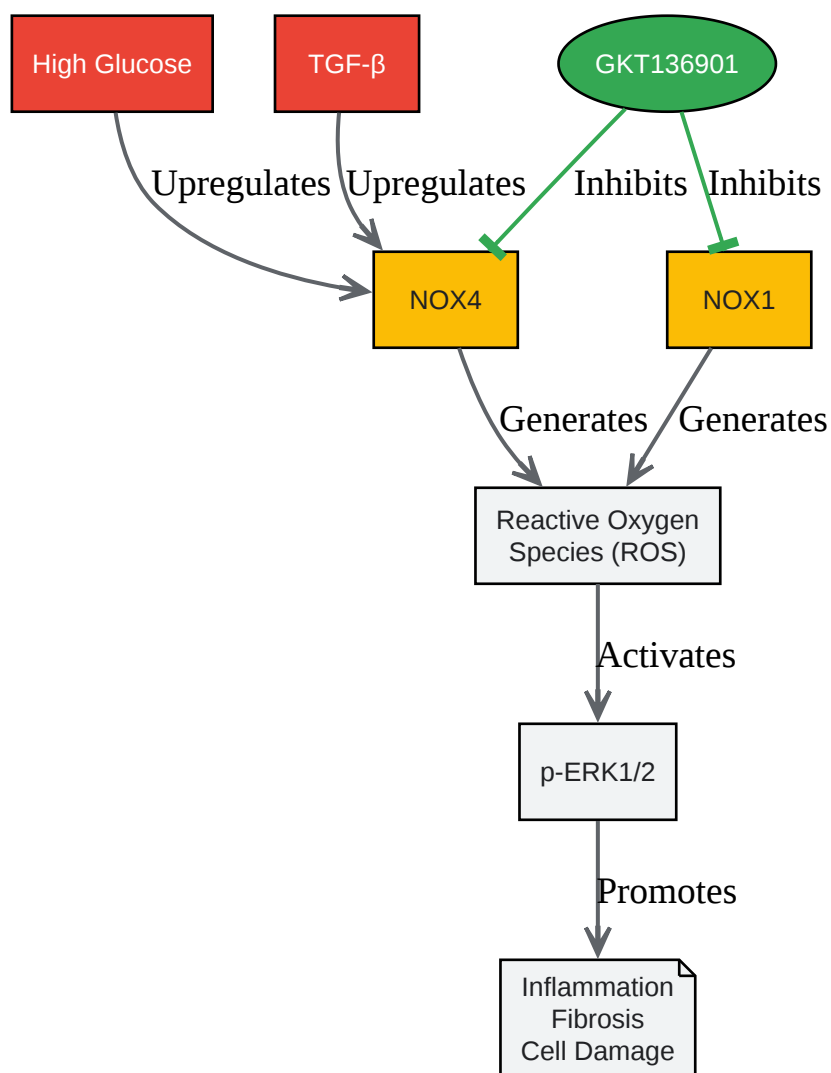 High Glucose
TGF-β
GKT136901
Upregulates
Upregulates
Inhibits
Inhibits
NOX4
NOX1
Generates
Generates
Reactive Oxygen
Species (ROS)
Activates
p-ERK1/2
Promotes
Inflammation
Fibrosis
Cell Damage